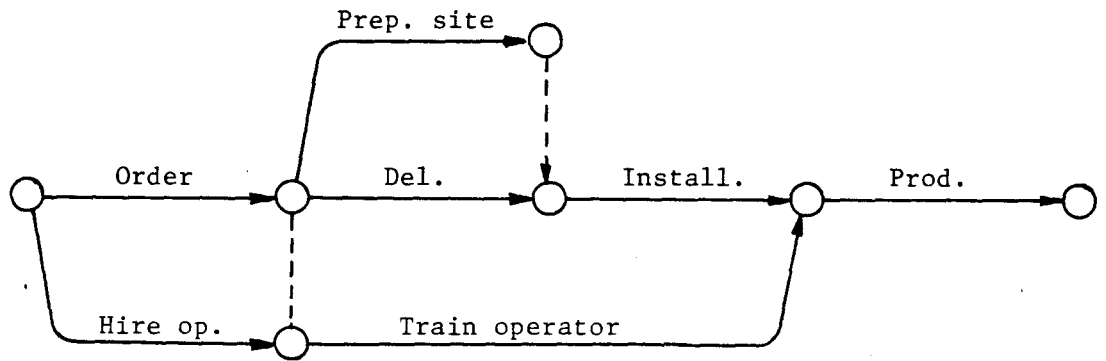 Prep. site
Order
Del.
Install.
Prod.
Hire op.
Train operator